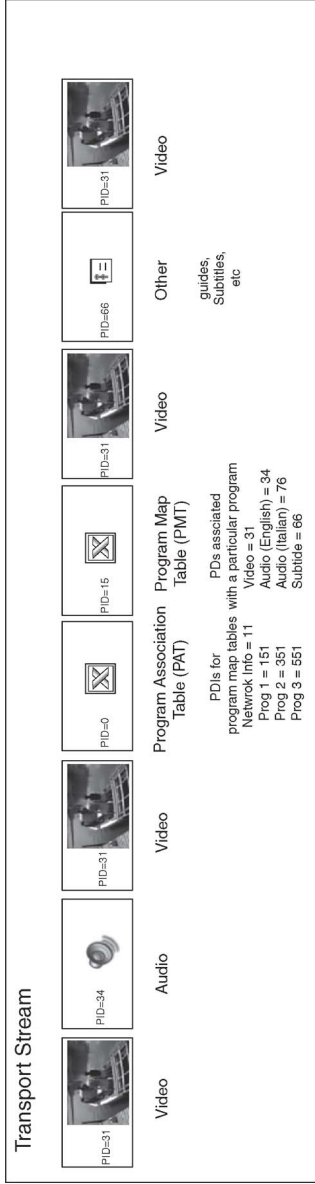 Transport Stream
PID=31
PID=34
PID=31
PID=0
PID=15
PID=31
PID=66
PID=31
Video
Audio
Video
Program Association
Table (PAT)
Program Map
Table (PMT)
Video
Other
Video
PDIs for
program map tables
Netwrok Info = 11
Prog 1 = 151
Prog 2 = 351
Prog 3 = 551
PDs assciated
with a particular program
Video = 31
Audio (English) = 34
Audio (Italian) = 76
Subtide = 66
guides,
Subtitles,
etc